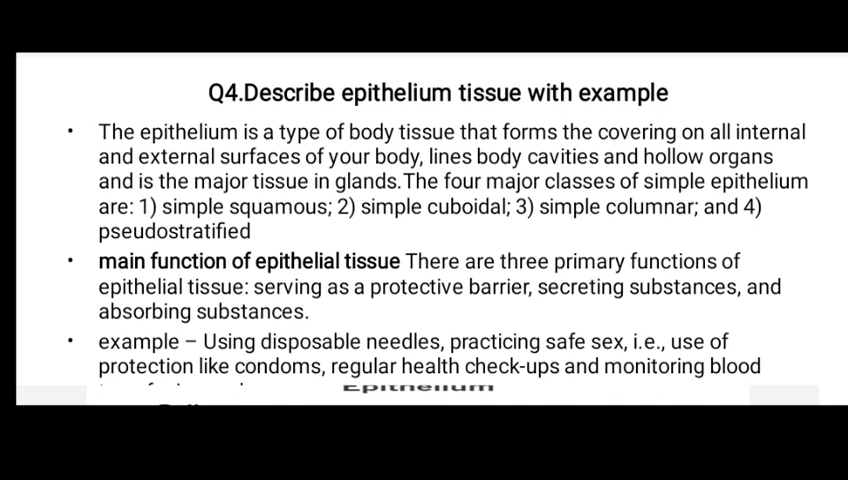 Q4.Describe epithelium tissue with example
• The epithelium is a type of body tissue that forms the covering on all internal
and external surfaces of your body, lines body cavities and hollow organs
and is the major tissue in glands.The four major classes of simple epithelium
are: 1) simple squamous; 2) simple cuboidal; 3) simple columnar; and 4)
pseudostratified
• main function of epithelial tissue There are three primary functions of
epithelial tissue: serving as a protective barrier, secreting substances, and
absorbing substances.
• example – Using disposable needles, practicing safe sex, i.e., use of
protection like condoms, regular health check-ups and monitoring blood
Epithelium